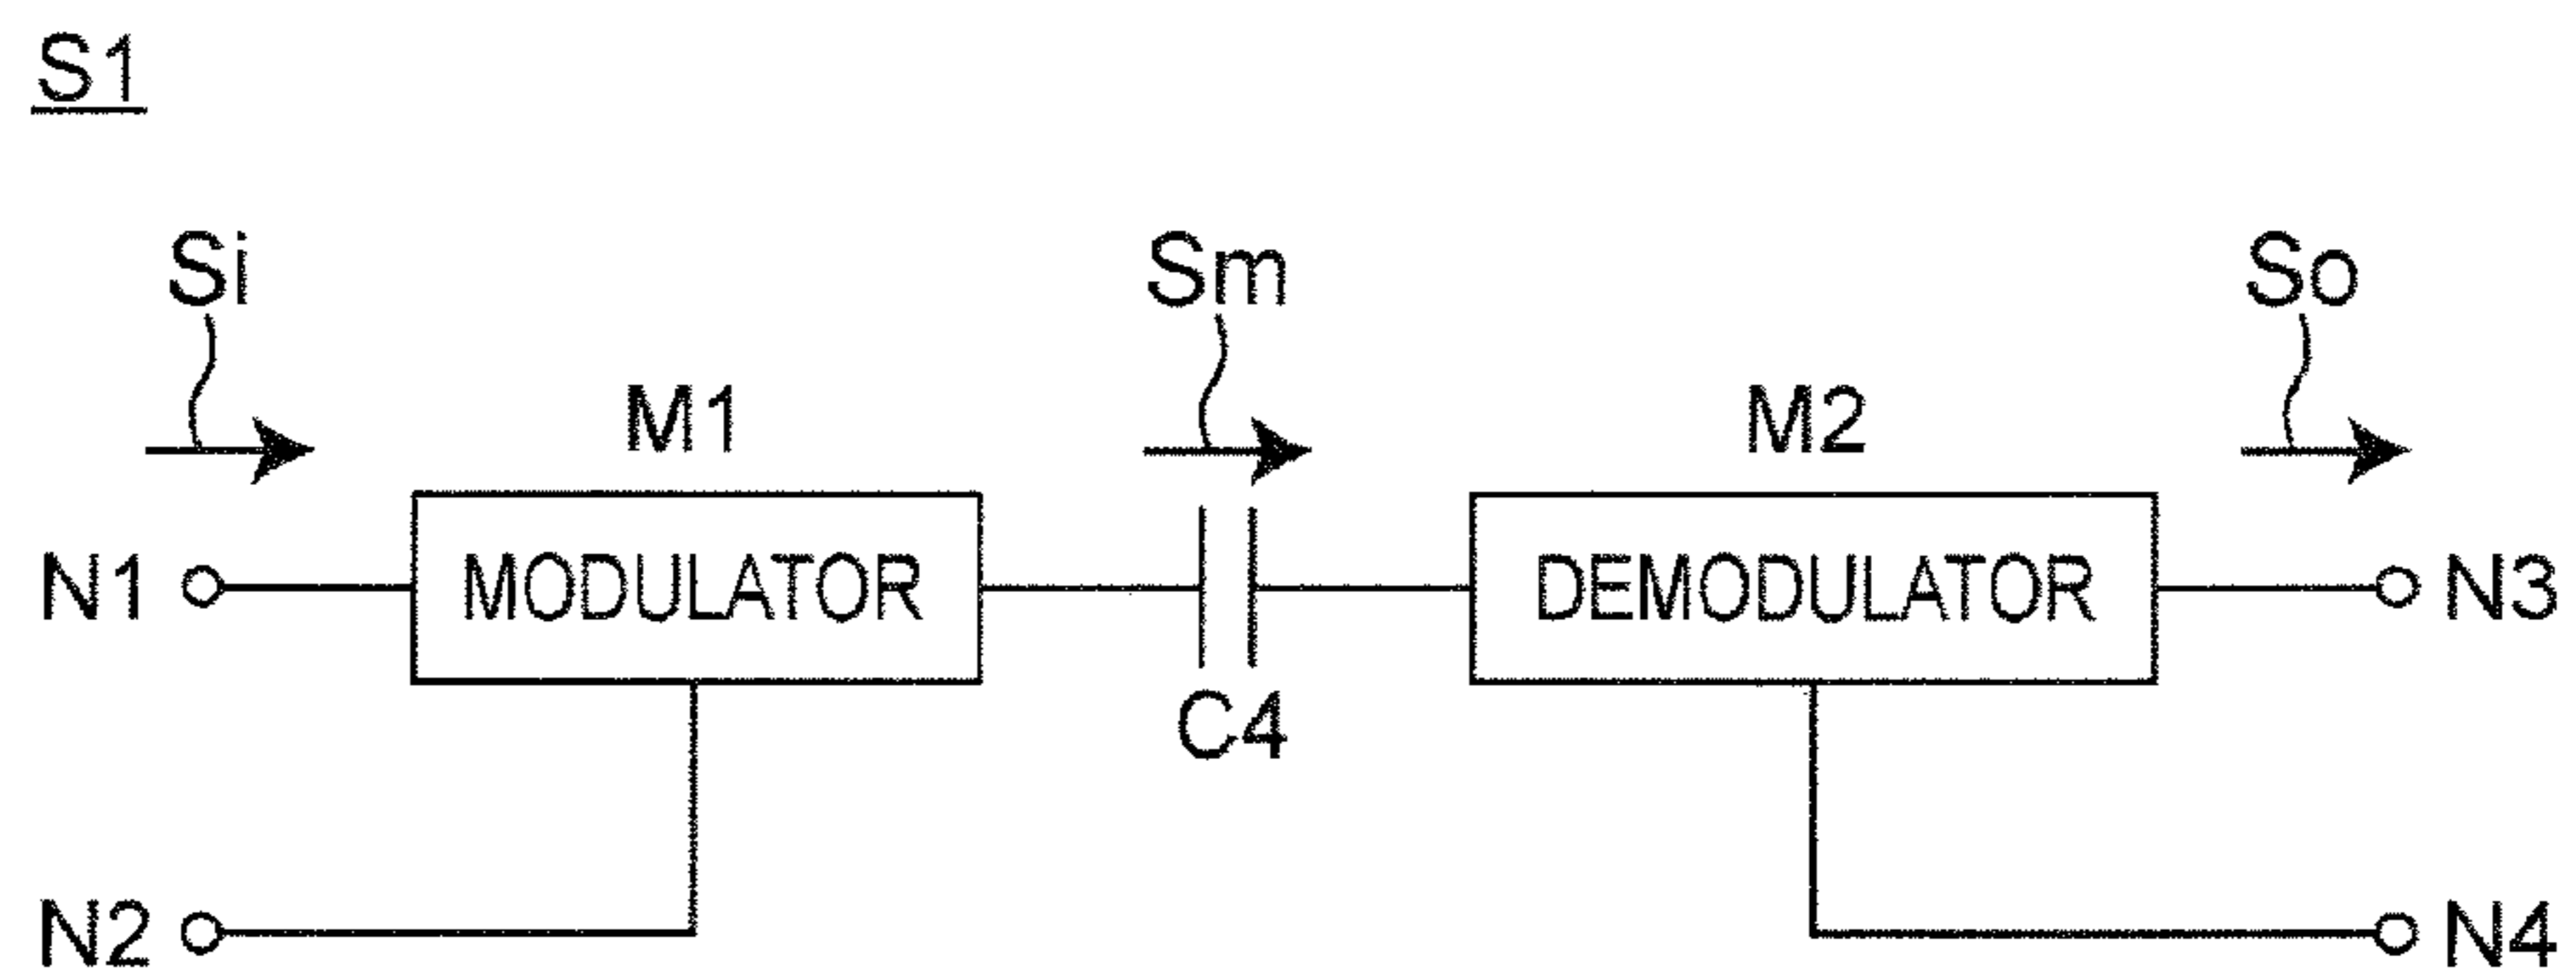 S1
Si
Sm
So
M1
M2
N1
MODULATOR
DEMODULATOR
N3
C4
N2
N4